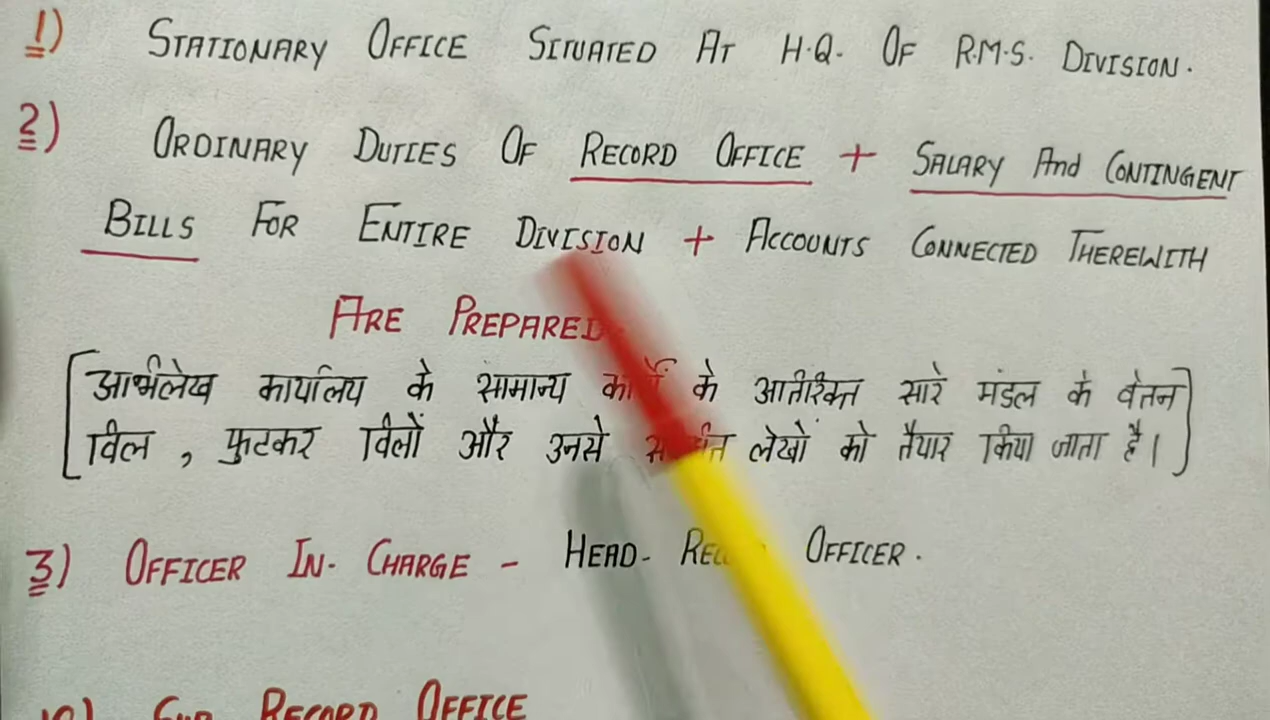 1) STATIONARY OFFICE SITUATED AT H.Q. OF R.M.S. DIVISION.
2) ORDINARY DUTIES OF RECORD OFFICE + SALARY And CONTINGENT
BILLS FOR ENTIRE DIVISION + ACCOUNTS CONNECTED THEREWITH
ARE PREPARED
[अभिलेख कार्यालय के सामान्य के अतिरिक्त सारे मंडल के वेतन
बिल , फुटकर बिलों और उनसे लेखों को तैयार किया जाता है।]
3) OFFICER IN-CHARGE - HEAD- OFFICER.
RECORD OFFICE